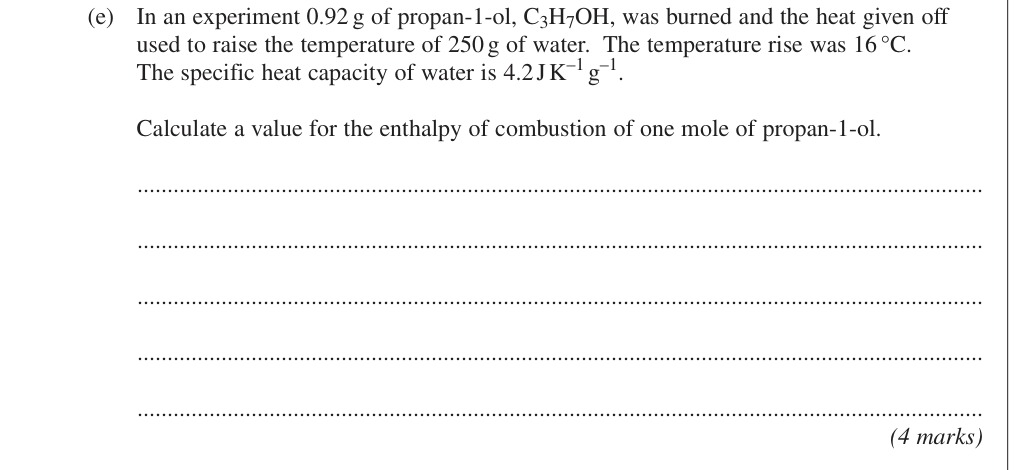 (e) In an experiment 0.92 g of propan-1-ol, C₃H₇OH, was burned and the heat given off
used to raise the temperature of 250 g of water. The temperature rise was 16 °C.
The specific heat capacity of water is 4.2 J K⁻¹ g⁻¹.
Calculate a value for the enthalpy of combustion of one mole of propan-1-ol.
(4 marks)